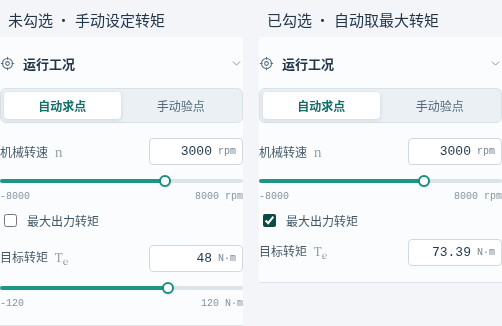 未勾选 · 手动设定转矩
运行工况
自动求点 手动验点
机械转速 n 3000 rpm
-8000 8000 rpm
最大出力转矩
目标转矩 Te 48 N·m
-120 120 N·m
已勾选 · 自动取最大转矩
运行工况
自动求点 手动验点
机械转速 n 3000 rpm
-8000 8000 rpm
最大出力转矩
目标转矩 Te 73.39 N·m